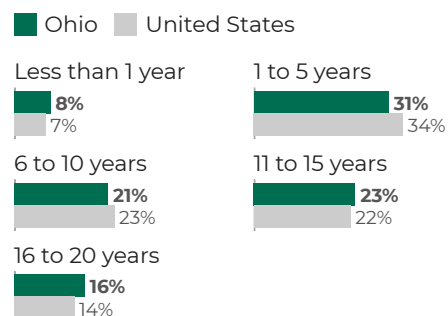 Ohio United States
Less than 1 year
8%
7%
1 to 5 years
31%
34%
6 to 10 years
21%
23%
11 to 15 years
23%
22%
16 to 20 years
16%
14%